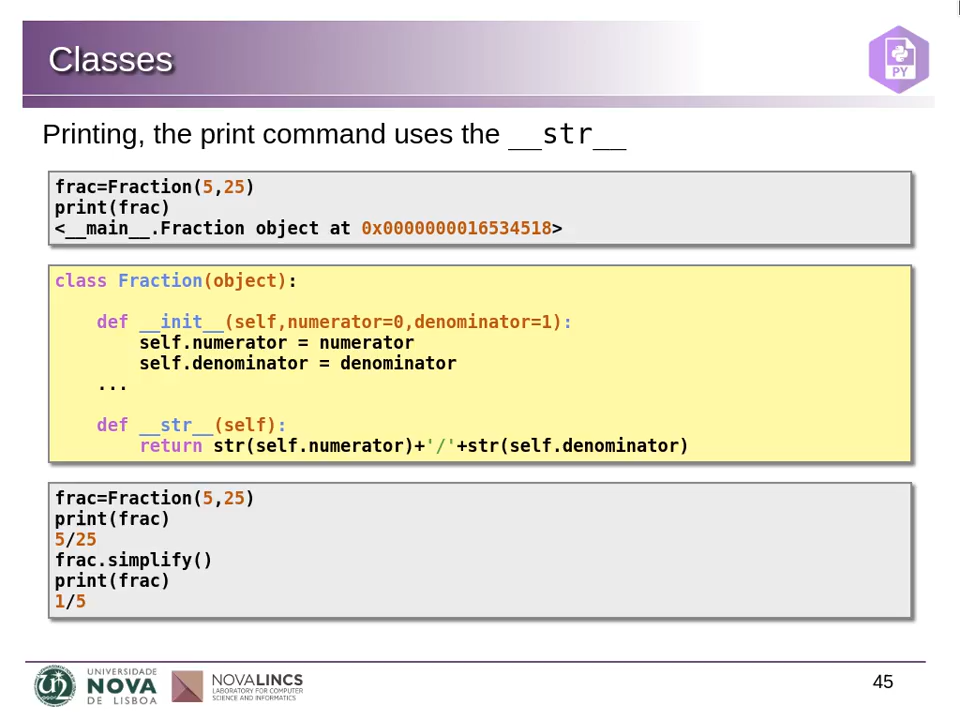 Classes
PY
Printing, the print command uses the __str__
frac=Fraction(5,25)
print(frac)
<__main__.Fraction object at 0x0000000016534518>
class Fraction(object):
    def __init__(self,numerator=0,denominator=1):
        self.numerator = numerator
        self.denominator = denominator
    ...
    def __str__(self):
        return str(self.numerator)+'/'+str(self.denominator)
frac=Fraction(5,25)
print(frac)
5/25
frac.simplify()
print(frac)
1/5
UNIVERSIDADE
NOVA
DE LISBOA
NOVALINCS
LABORATORY FOR COMPUTER
SCIENCE AND INFORMATICS
45